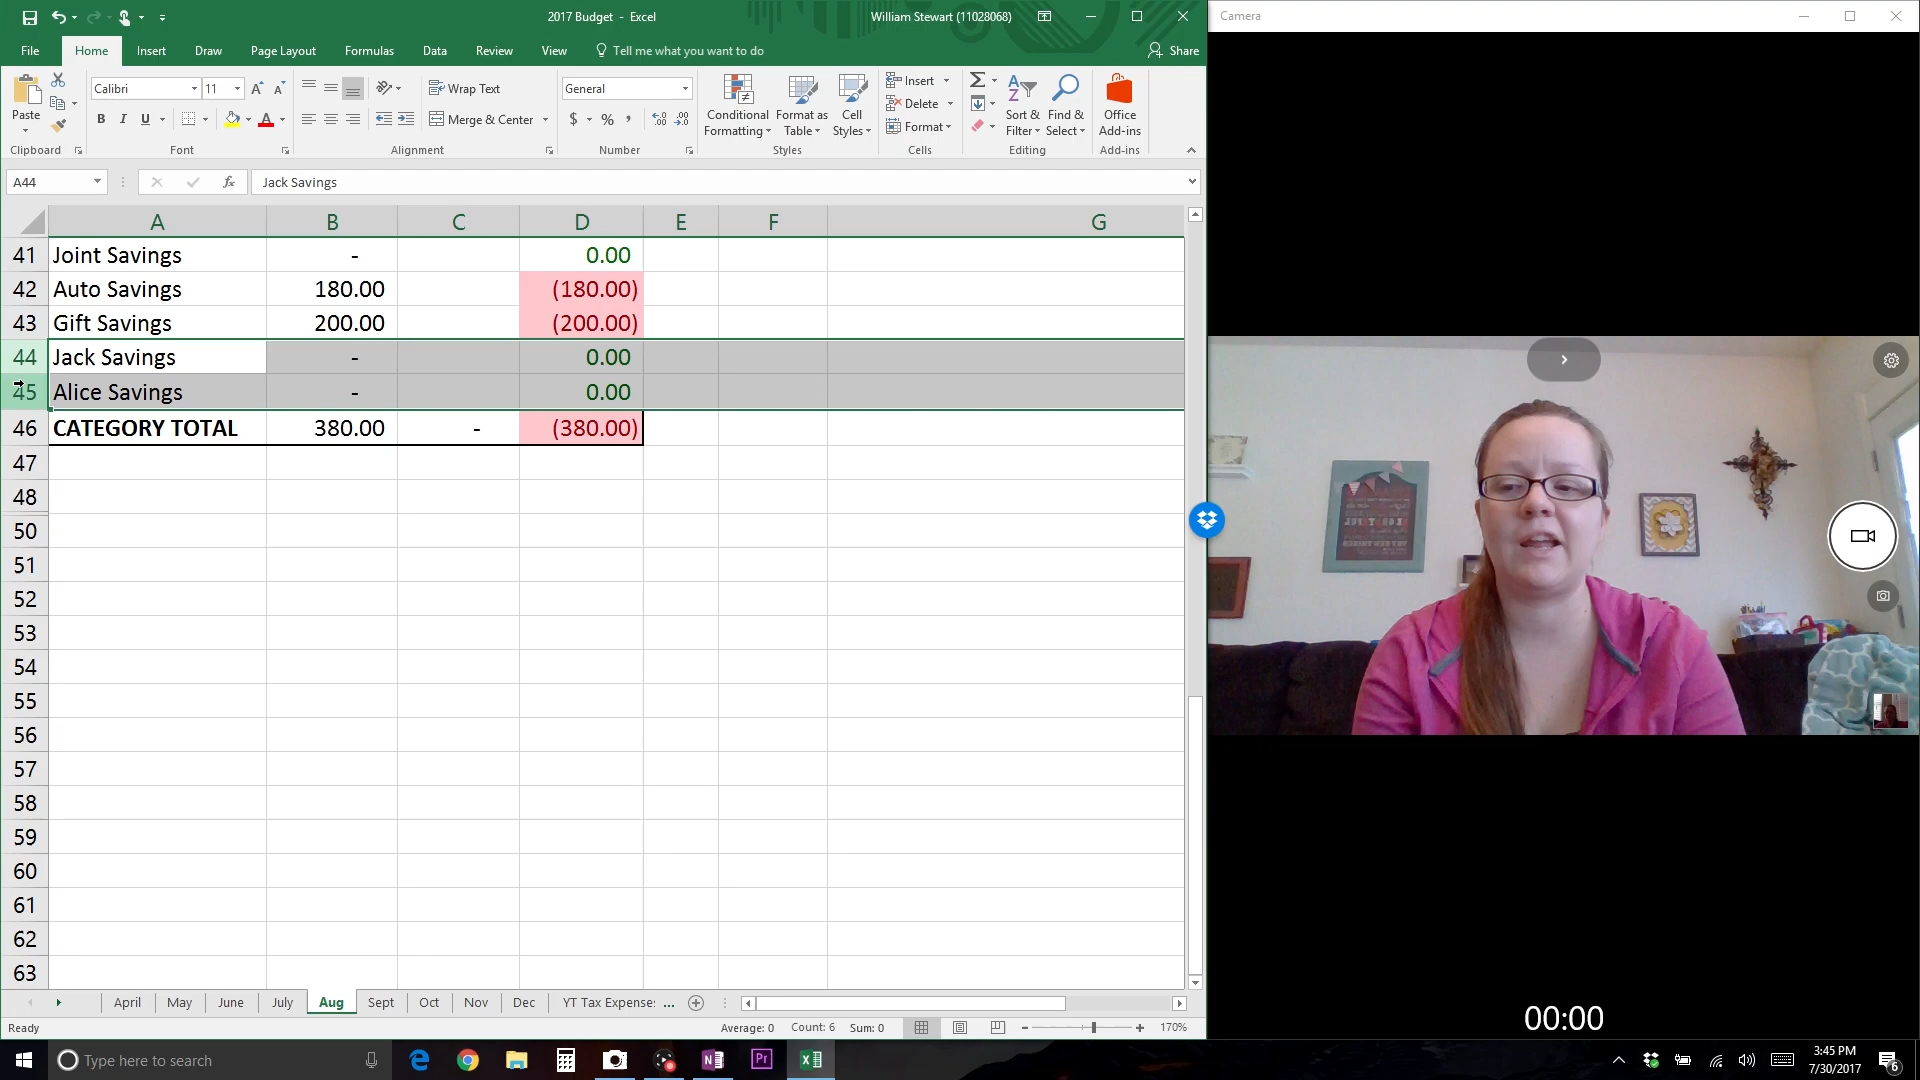 2017 Budget - Excel
William Stewart (11028068)
Camera
File Home Insert Draw Page Layout Formulas Data Review View Tell me what you want to do Share
Paste
Calibri 11
B I U
Wrap Text
Merge & Center
General
$ % ,
Conditional Formatting
Format as Table
Cell Styles
Insert
Delete
Format
Sort & Filter
Find & Select
Office Add-ins
Clipboard Font Alignment Number Styles Cells Editing Add-ins
A44 fx Jack Savings
A B C D E F G
41 Joint Savings - 0.00
42 Auto Savings 180.00 (180.00)
43 Gift Savings 200.00 (200.00)
44 Jack Savings - 0.00
45 Alice Savings - 0.00
46 CATEGORY TOTAL 380.00 - (380.00)
47
48
50
51
52
53
54
55
56
57
58
59
60
61
62
63
April May June July Aug Sept Oct Nov Dec YT Tax Expense: ...
Ready Average: 0 Count: 6 Sum: 0 170%
00:00
Type here to search
3:45 PM
7/30/2017
6